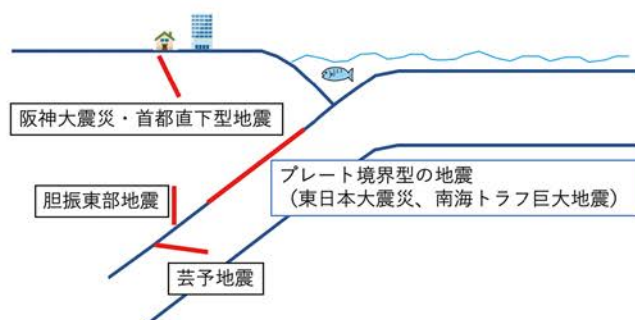 阪神大震災・首都直下型地震
プレート境界型の地震
（東日本大震災、南海トラフ巨大地震）
胆振東部地震
芸予地震